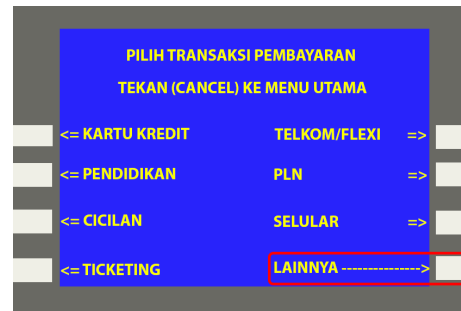 PILIH TRANSAKSI PEMBAYARAN
TEKAN (CANCEL) KE MENU UTAMA
<= KARTU KREDIT TELKOM/FLEXI =>
<= PENDIDIKAN PLN =>
<= CICILAN SELULAR =>
<= TICKETING LAINNYA --------------->